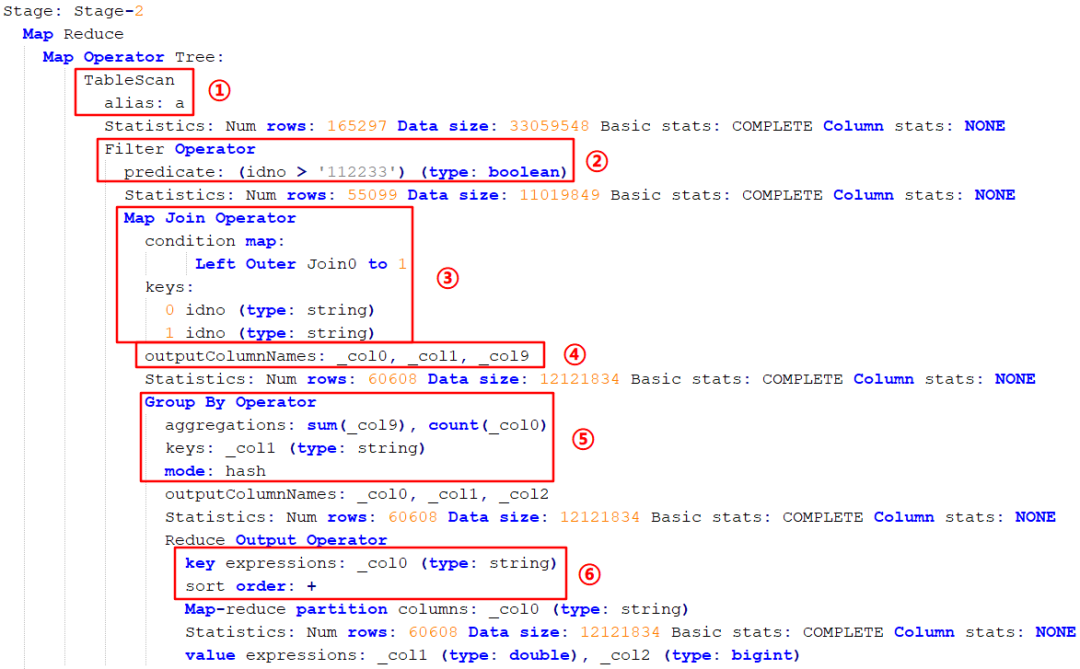 Stage: Stage-2
Map Reduce
Map Operator Tree:
TableScan
alias: a
①
Statistics: Num rows: 165297 Data size: 33059548 Basic stats: COMPLETE Column stats: NONE
Filter Operator
predicate: (idno > '112233') (type: boolean)
②
Statistics: Num rows: 55099 Data size: 11019849 Basic stats: COMPLETE Column stats: NONE
Map Join Operator
condition map:
Left Outer Join0 to 1
③
keys:
0 idno (type: string)
1 idno (type: string)
outputColumnNames: _col0, _col1, _col9 ④
Statistics: Num rows: 60608 Data size: 12121834 Basic stats: COMPLETE Column stats: NONE
Group By Operator
aggregations: sum(_col9), count(_col0)
⑤
keys: _col1 (type: string)
mode: hash
outputColumnNames: _col0, _col1, _col2
Statistics: Num rows: 60608 Data size: 12121834 Basic stats: COMPLETE Column stats: NONE
Reduce Output Operator
key expressions: _col0 (type: string)
⑥
sort order: +
Map-reduce partition columns: _col0 (type: string)
Statistics: Num rows: 60608 Data size: 12121834 Basic stats: COMPLETE Column stats: NONE
value expressions: _col1 (type: double), _col2 (type: bigint)